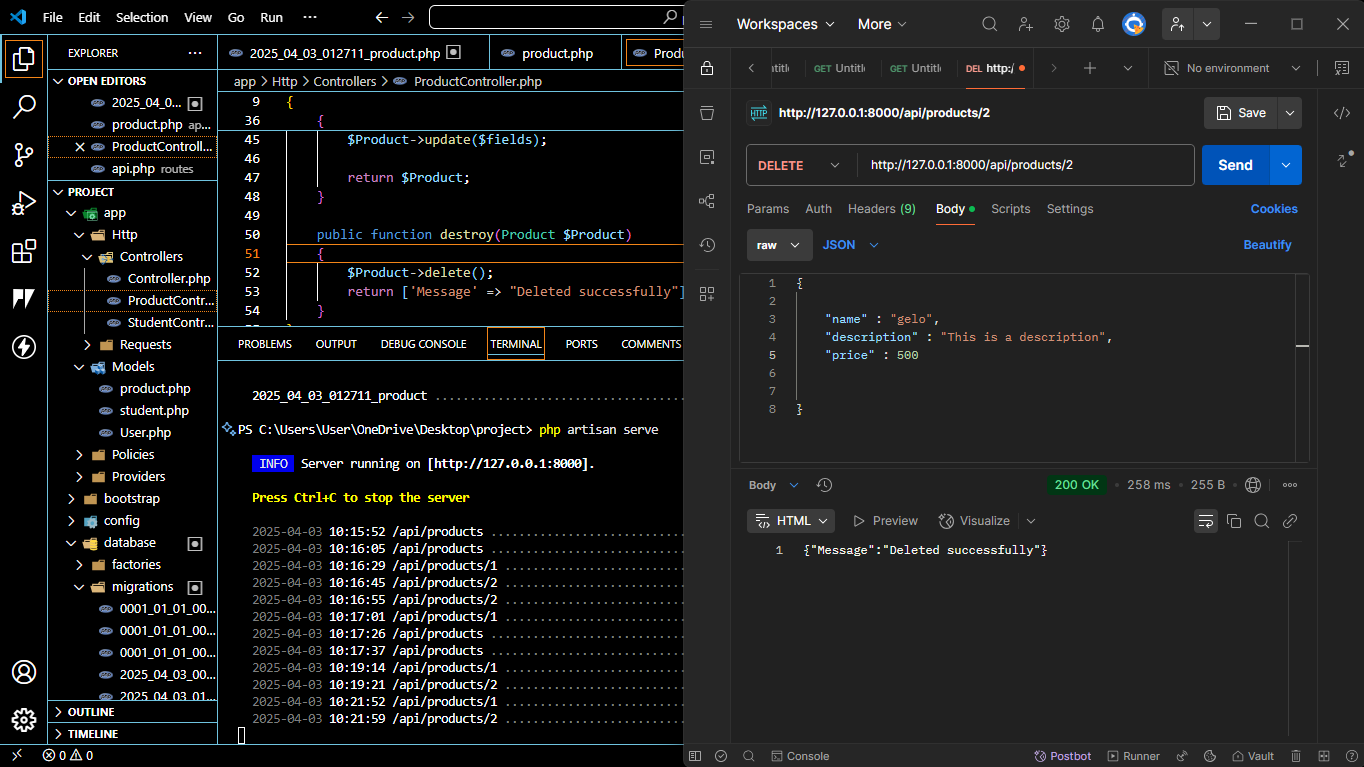 File Edit Selection View Go Run ···
EXPLORER ···
OPEN EDITORS
2025_04_0...
product.php ap...
ProductControll...
api.php routes
PROJECT
app
Http
Controllers
Controller.php
ProductContr...
StudentContr...
Requests
Models
product.php
student.php
User.php
Policies
Providers
bootstrap
config
database
factories
migrations
0001_01_01_00...
0001_01_01_00...
0001_01_01_00...
2025_04_03_00...
2025_04_03_01...
OUTLINE
TIMELINE
0 0
2025_04_03_012711_product.php product.php Produ
app > Http > Controllers > ProductController.php
9 {
36 {
45 $Product->update($fields);
46
47 return $Product;
48 }
49
50 public function destroy(Product $Product)
51 {
52 $Product->delete();
53 return ['Message' => "Deleted successfully"]
54 }
PROBLEMS OUTPUT DEBUG CONSOLE TERMINAL PORTS COMMENTS
2025_04_03_012711_product ...................................
PS C:\Users\User\OneDrive\Desktop\project> php artisan serve
INFO Server running on [http://127.0.0.1:8000].
Press Ctrl+C to stop the server
2025-04-03 10:15:52 /api/products ............................
2025-04-03 10:16:05 /api/products ............................
2025-04-03 10:16:29 /api/products/1 ..........................
2025-04-03 10:16:45 /api/products/2 ..........................
2025-04-03 10:16:55 /api/products/2 ..........................
2025-04-03 10:17:01 /api/products/1 ..........................
2025-04-03 10:17:26 /api/products ............................
2025-04-03 10:17:37 /api/products ............................
2025-04-03 10:19:14 /api/products/1 ..........................
2025-04-03 10:19:21 /api/products/2 ..........................
2025-04-03 10:21:52 /api/products/1 ..........................
2025-04-03 10:21:59 /api/products/2 ..........................
Workspaces More
ntitle GET Untitl GET Untitl DEL http:/ No environment
HTTP http://127.0.0.1:8000/api/products/2 Save
DELETE http://127.0.0.1:8000/api/products/2 Send
Params Auth Headers (9) Body Scripts Settings Cookies
raw JSON Beautify
1 {
2
3 "name" : "gelo",
4 "description" : "This is a description",
5 "price" : 500
6
7
8 }
Body 200 OK • 258 ms • 255 B
HTML Preview Visualize
1 {"Message":"Deleted successfully"}
Console Postbot Runner Vault